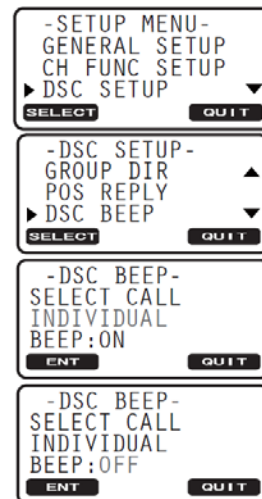 -SETUP MENU-
GENERAL SETUP
CH FUNC SETUP
DSC SETUP
SELECT QUIT
-DSC SETUP-
GROUP DIR
POS REPLY
DSC BEEP
SELECT QUIT
-DSC BEEP-
SELECT CALL
INDIVIDUAL
BEEP:ON
ENT QUIT
-DSC BEEP-
SELECT CALL
INDIVIDUAL
BEEP:OFF
ENT QUIT